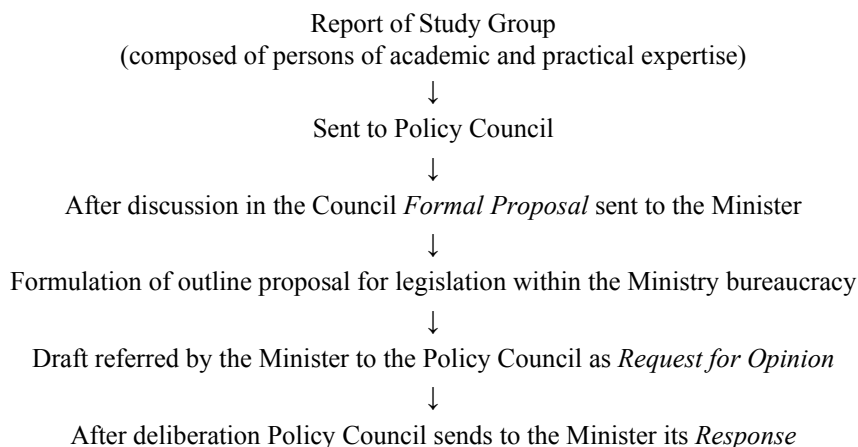 Report of Study Group
(composed of persons of academic and practical expertise)
↓
Sent to Policy Council
↓
After discussion in the Council Formal Proposal sent to the Minister
↓
Formulation of outline proposal for legislation within the Ministry bureaucracy
↓
Draft referred by the Minister to the Policy Council as Request for Opinion
↓
After deliberation Policy Council sends to the Minister its Response